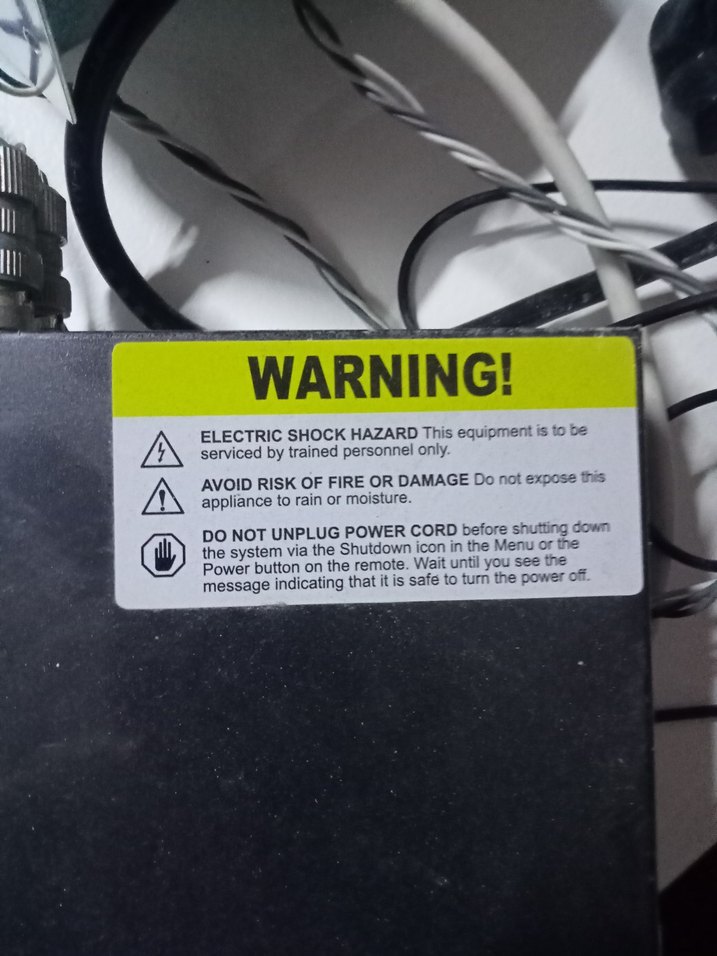 WARNING!
ELECTRIC SHOCK HAZARD This equipment is to be
serviced by trained personnel only.
AVOID RISK OF FIRE OR DAMAGE Do not expose this
appliance to rain or moisture.
DO NOT UNPLUG POWER CORD before shutting down
the system via the Shutdown icon in the Menu or the
Power button on the remote. Wait until you see the
message indicating that it is safe to turn the power off.